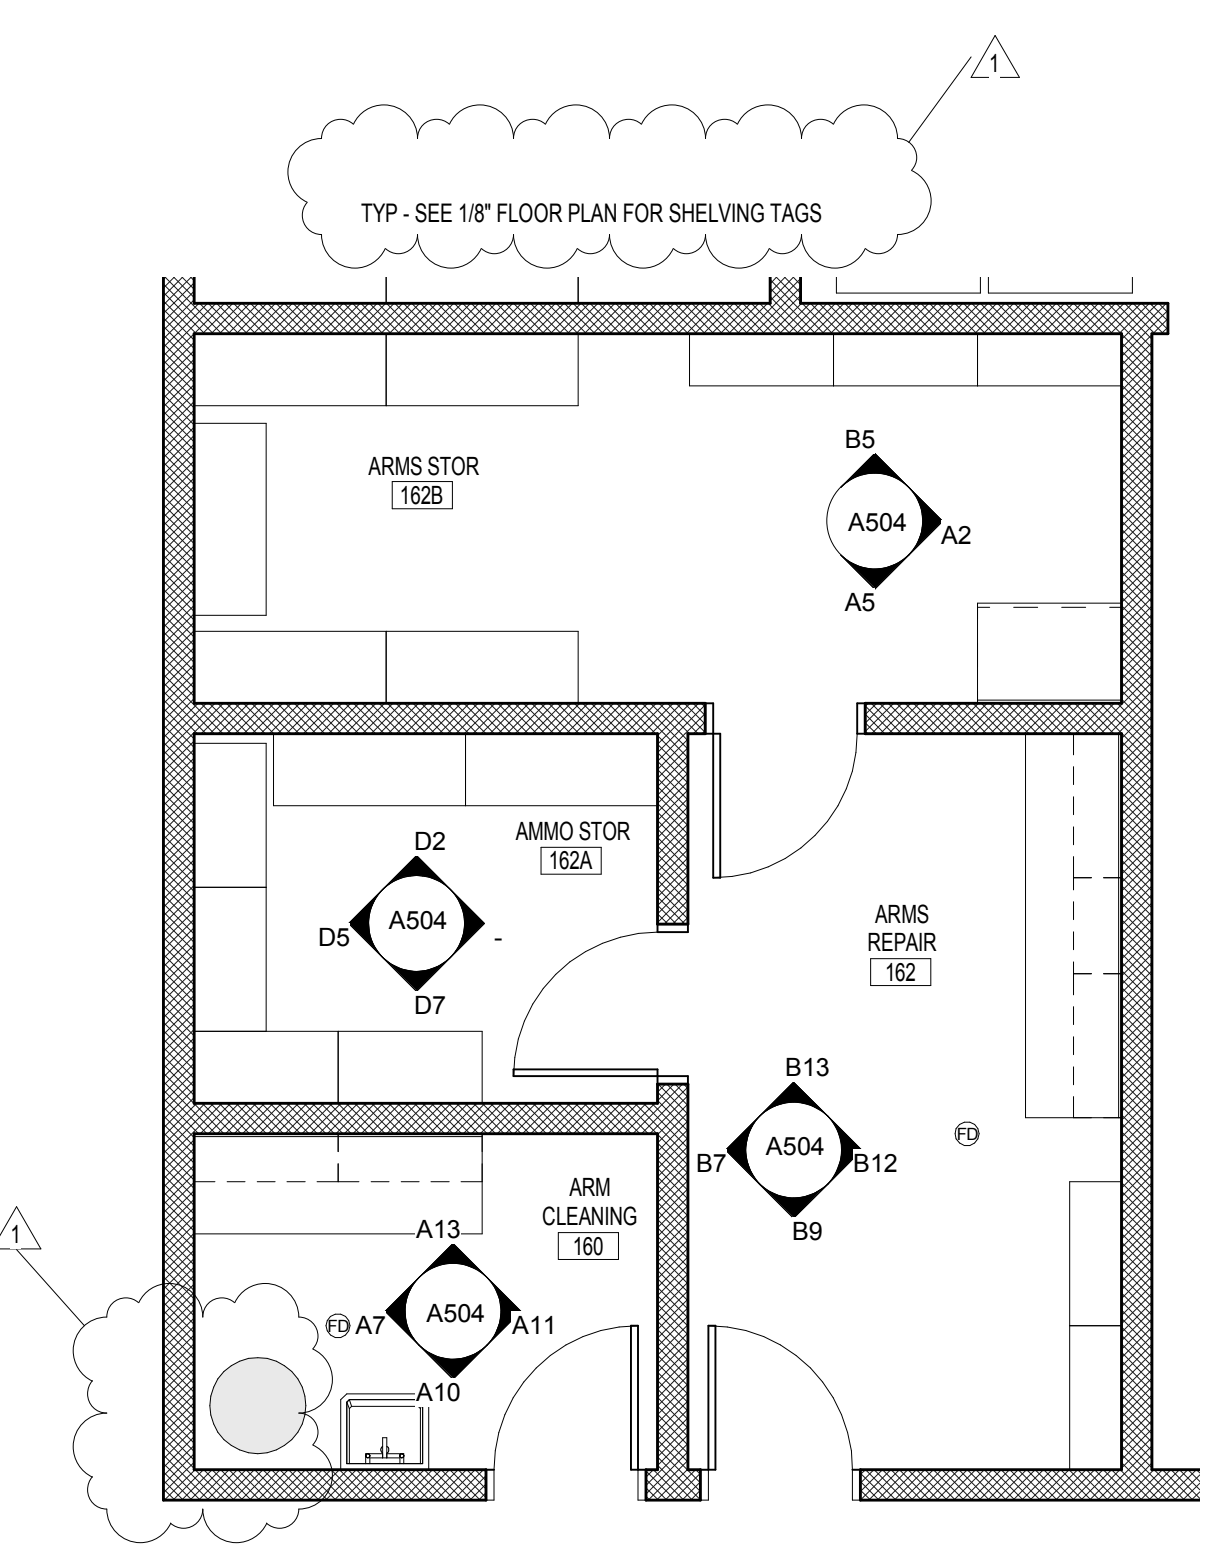 1
TYP - SEE 1/8" FLOOR PLAN FOR SHELVING TAGS
B5
ARMS STOR
162B
A504
A2
A5
AMMO STOR
162A
D2
A504
D5
-
D7
ARMS
REPAIR
162
B13
A504
B7
B12
B9
FD
ARM
CLEANING
160
1
A13
FD
A7
A504
A11
A10